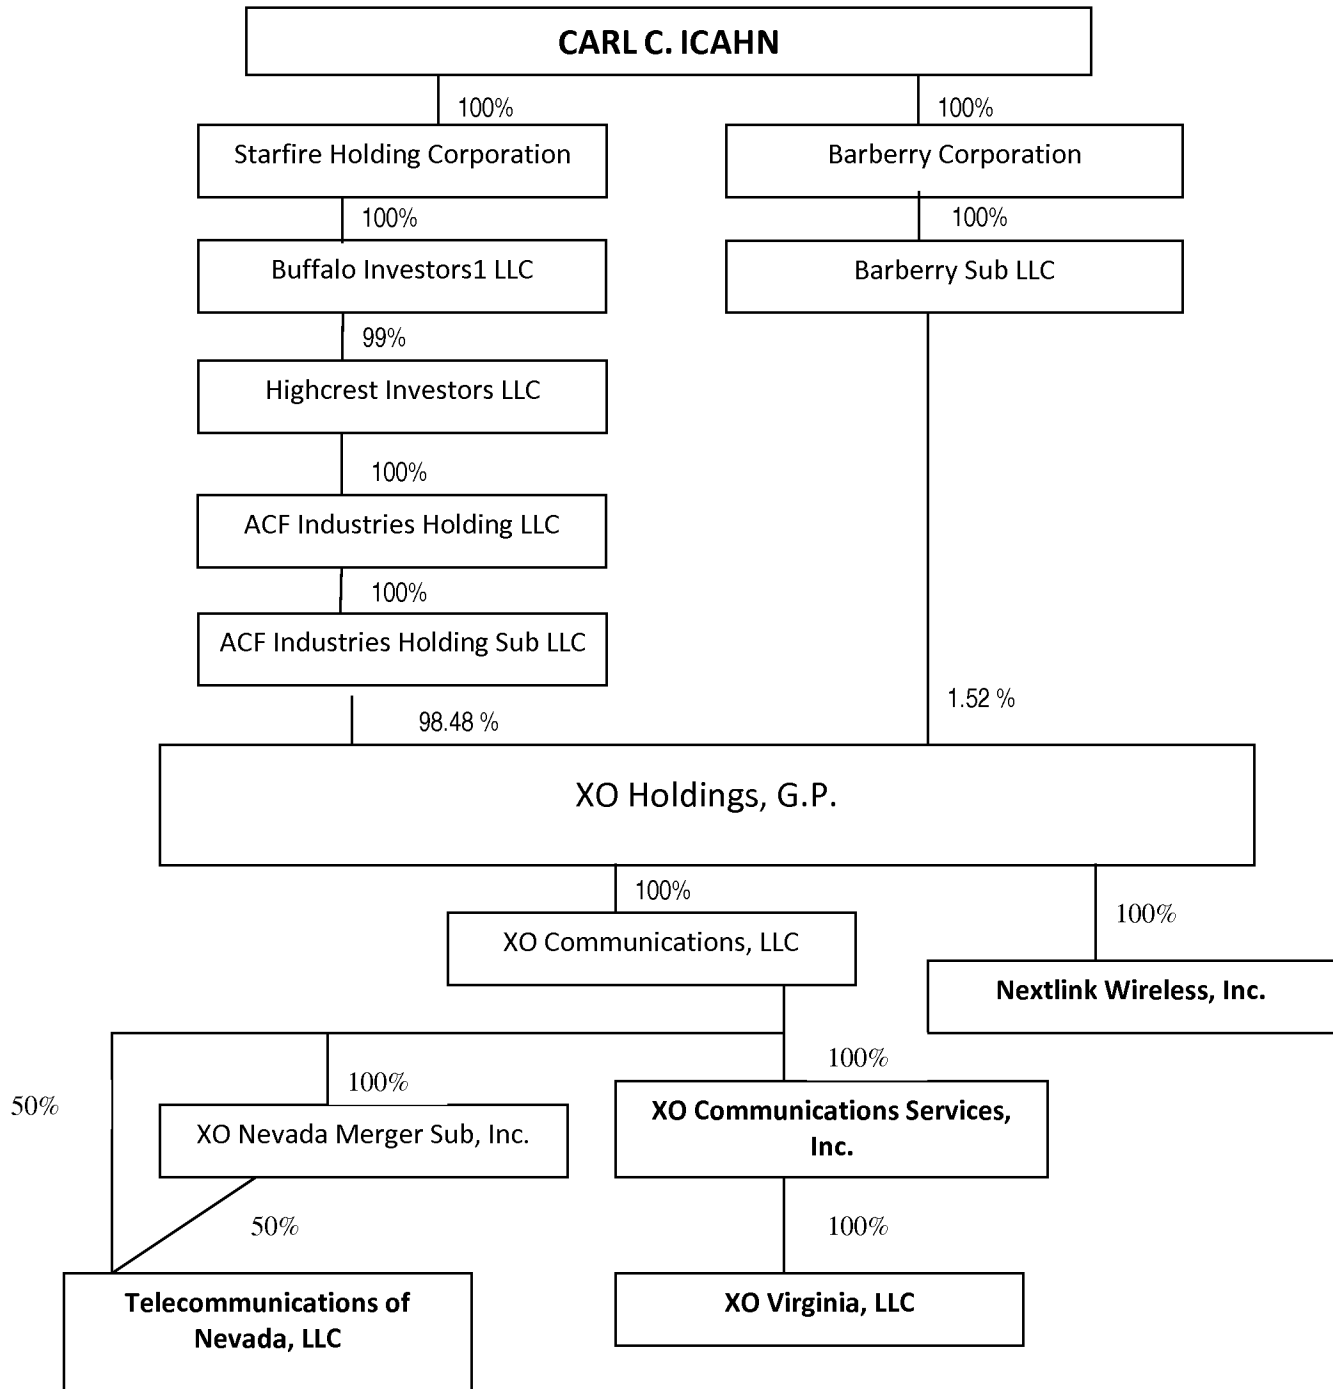 CARL C. ICAHN
100%
100%
Starfire Holding Corporation
Barberry Corporation
100%
100%
Buffalo Investors1 LLC
Barberry Sub LLC
99%
Highcrest Investors LLC
100%
ACF Industries Holding LLC
100%
ACF Industries Holding Sub LLC
98.48 %
1.52 %
XO Holdings, G.P.
100%
100%
XO Communications, LLC
Nextlink Wireless, Inc.
50%
100%
100%
XO Nevada Merger Sub, Inc.
XO Communications Services,
Inc.
50%
100%
Telecommunications of
Nevada, LLC
XO Virginia, LLC